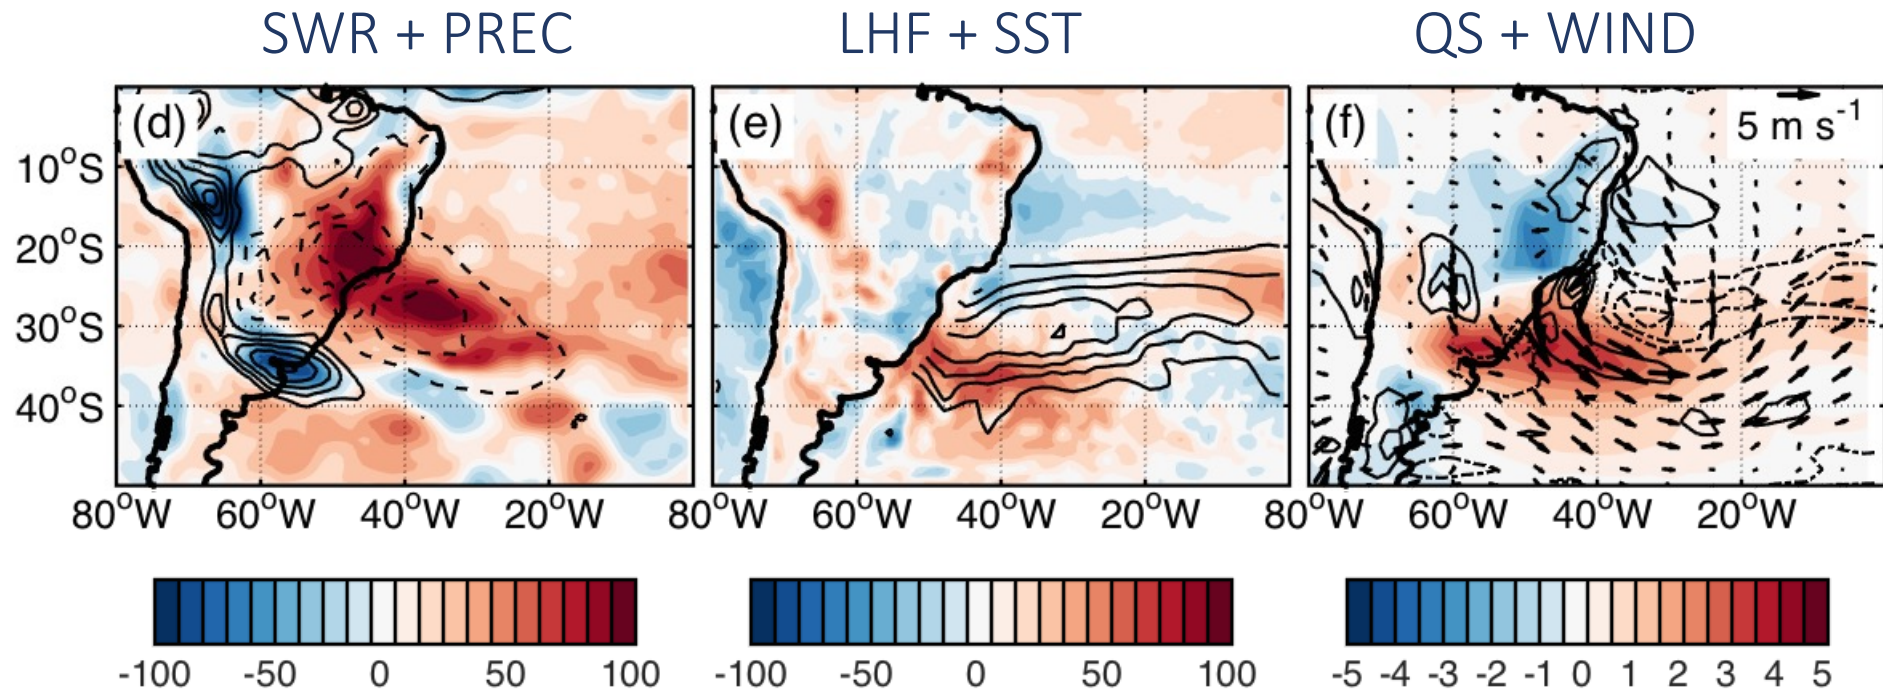 SWR + PREC LHF + SST QS + WIND
(d) (e) (f) 5 m s-1
10°S
20°S
30°S
40°S
80°W 60°W 40°W 20°W 80°W 60°W 40°W 20°W 80°W 60°W 40°W 20°W
-100 -50 0 50 100 -100 -50 0 50 100 -5 -4 -3 -2 -1 0 1 2 3 4 5